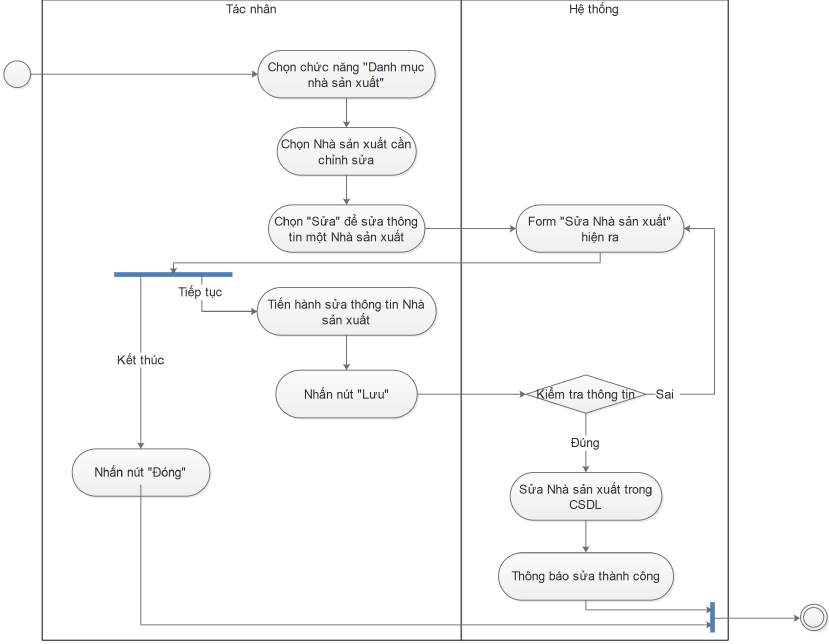 Tác nhân
Hệ thống
Chọn chức năng "Danh mục
nhà sản xuất"
Chọn Nhà sản xuất cần
chỉnh sửa
Chọn "Sửa" để sửa thông
tin một Nhà sản xuất
Form "Sửa Nhà sản xuất"
hiện ra
Tiếp tục
Tiến hành sửa thông tin Nhà
sản xuất
Kết thúc
Nhấn nút "Lưu"
Kiểm tra thông tin
Sai
Đúng
Nhấn nút "Đóng"
Sửa Nhà sản xuất trong
CSDL
Thông báo sửa thành công